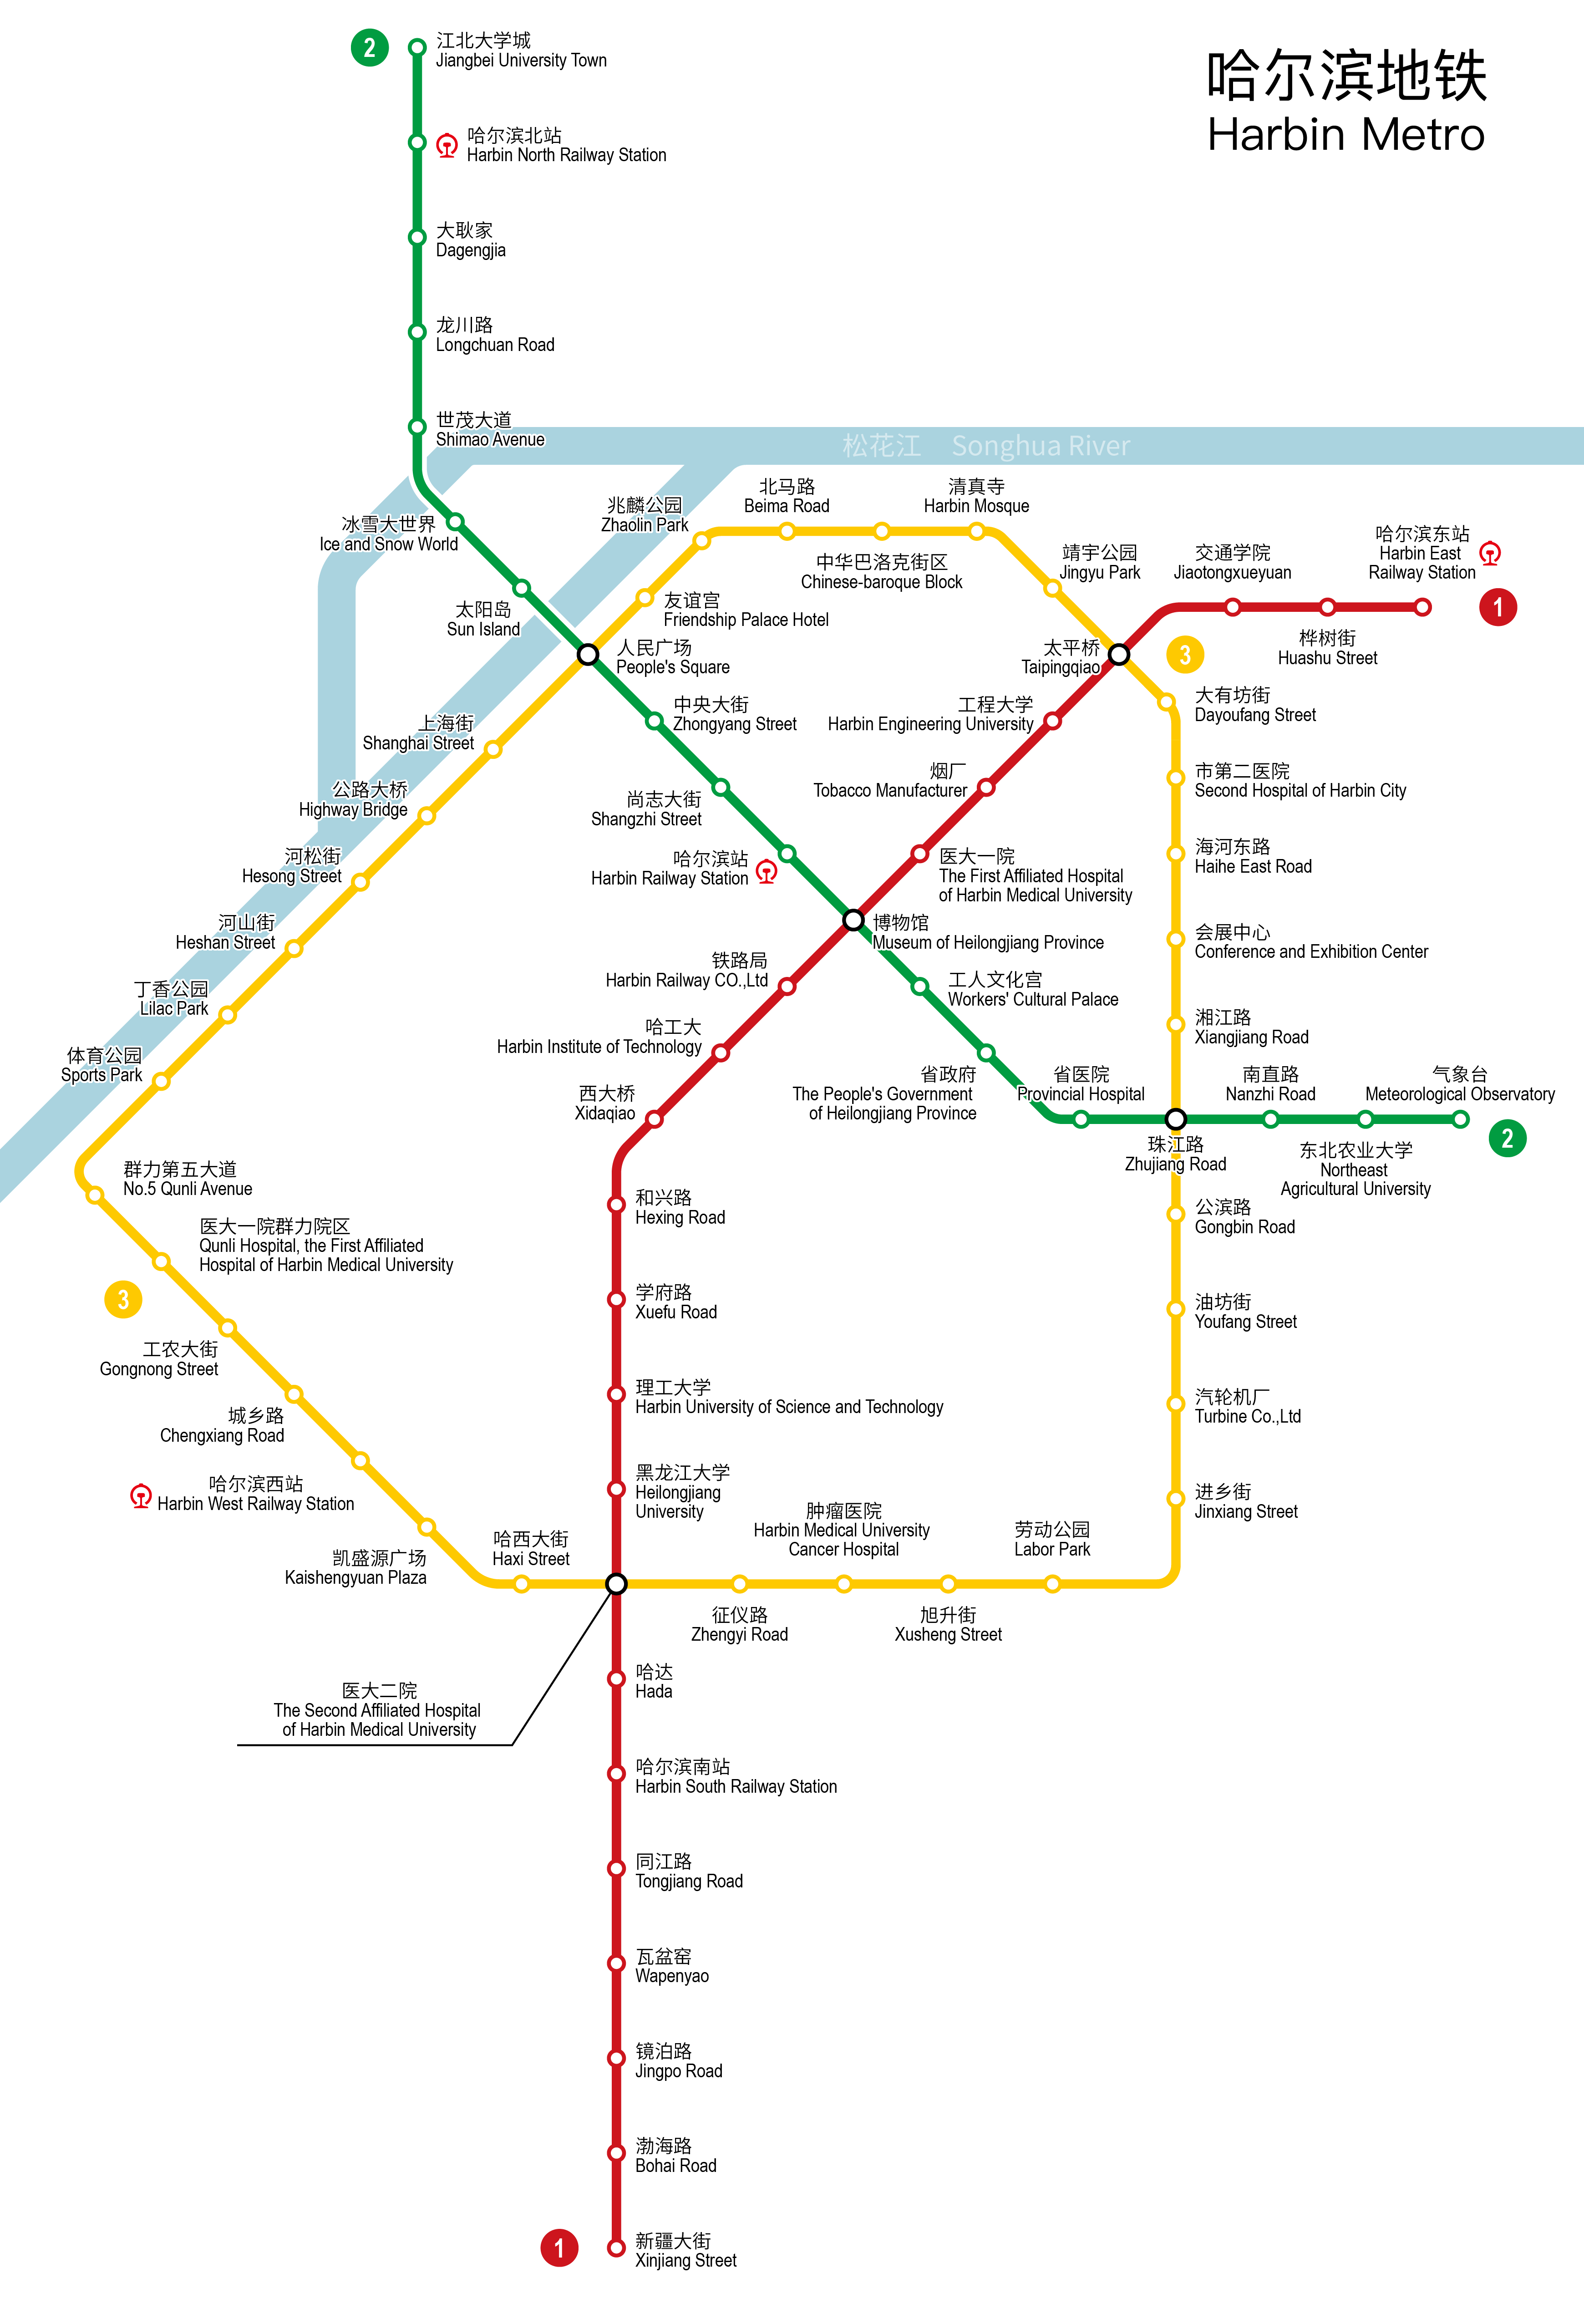 哈尔滨地铁
Harbin Metro
2
江北大学城
Jiangbei University Town
哈尔滨北站
Harbin North Railway Station
大耿家
Dagengjia
龙川路
Longchuan Road
世茂大道
Shimao Avenue
松花江 Songhua River
冰雪大世界
Ice and Snow World
太阳岛
Sun Island
兆麟公园
Zhaolin Park
北马路
Beima Road
清真寺
Harbin Mosque
中华巴洛克街区
Chinese-baroque Block
靖宇公园
Jingyu Park
交通学院
Jiaotongxueyuan
哈尔滨东站
Harbin East
Railway Station
1
桦树街
Huashu Street
友谊宫
Friendship Palace Hotel
人民广场
People's Square
太平桥
Taipingqiao
3
大有坊街
Dayoufang Street
上海街
Shanghai Street
中央大街
Zhongyang Street
工程大学
Harbin Engineering University
公路大桥
Highway Bridge
尚志大街
Shangzhi Street
烟厂
Tobacco Manufacturer
市第二医院
Second Hospital of Harbin City
河松街
Hesong Street
哈尔滨站
Harbin Railway Station
医大一院
The First Affiliated Hospital
of Harbin Medical University
海河东路
Haihe East Road
河山街
Heshan Street
博物馆
Museum of Heilongjiang Province
会展中心
Conference and Exhibition Center
丁香公园
Lilac Park
铁路局
Harbin Railway CO.,Ltd
工人文化宫
Workers' Cultural Palace
湘江路
Xiangjiang Road
体育公园
Sports Park
哈工大
Harbin Institute of Technology
西大桥
Xidaqiao
省政府
The People's Government
of Heilongjiang Province
省医院
Provincial Hospital
南直路
Nanzhi Road
气象台
Meteorological Observatory
2
珠江路
Zhujiang Road
东北农业大学
Northeast
Agricultural University
群力第五大道
No.5 Qunli Avenue
和兴路
Hexing Road
公滨路
Gongbin Road
医大一院群力院区
Qunli Hospital, the First Affiliated
Hospital of Harbin Medical University
3
学府路
Xuefu Road
油坊街
Youfang Street
工农大街
Gongnong Street
理工大学
Harbin University of Science and Technology
汽轮机厂
Turbine Co.,Ltd
城乡路
Chengxiang Road
哈尔滨西站
Harbin West Railway Station
黑龙江大学
Heilongjiang
University
进乡街
Jinxiang Street
凯盛源广场
Kaishengyuan Plaza
哈西大街
Haxi Street
肿瘤医院
Harbin Medical University
Cancer Hospital
劳动公园
Labor Park
征仪路
Zhengyi Road
旭升街
Xusheng Street
医大二院
The Second Affiliated Hospital
of Harbin Medical University
哈达
Hada
哈尔滨南站
Harbin South Railway Station
同江路
Tongjiang Road
瓦盆窑
Wapenyao
镜泊路
Jingpo Road
渤海路
Bohai Road
1
新疆大街
Xinjiang Street